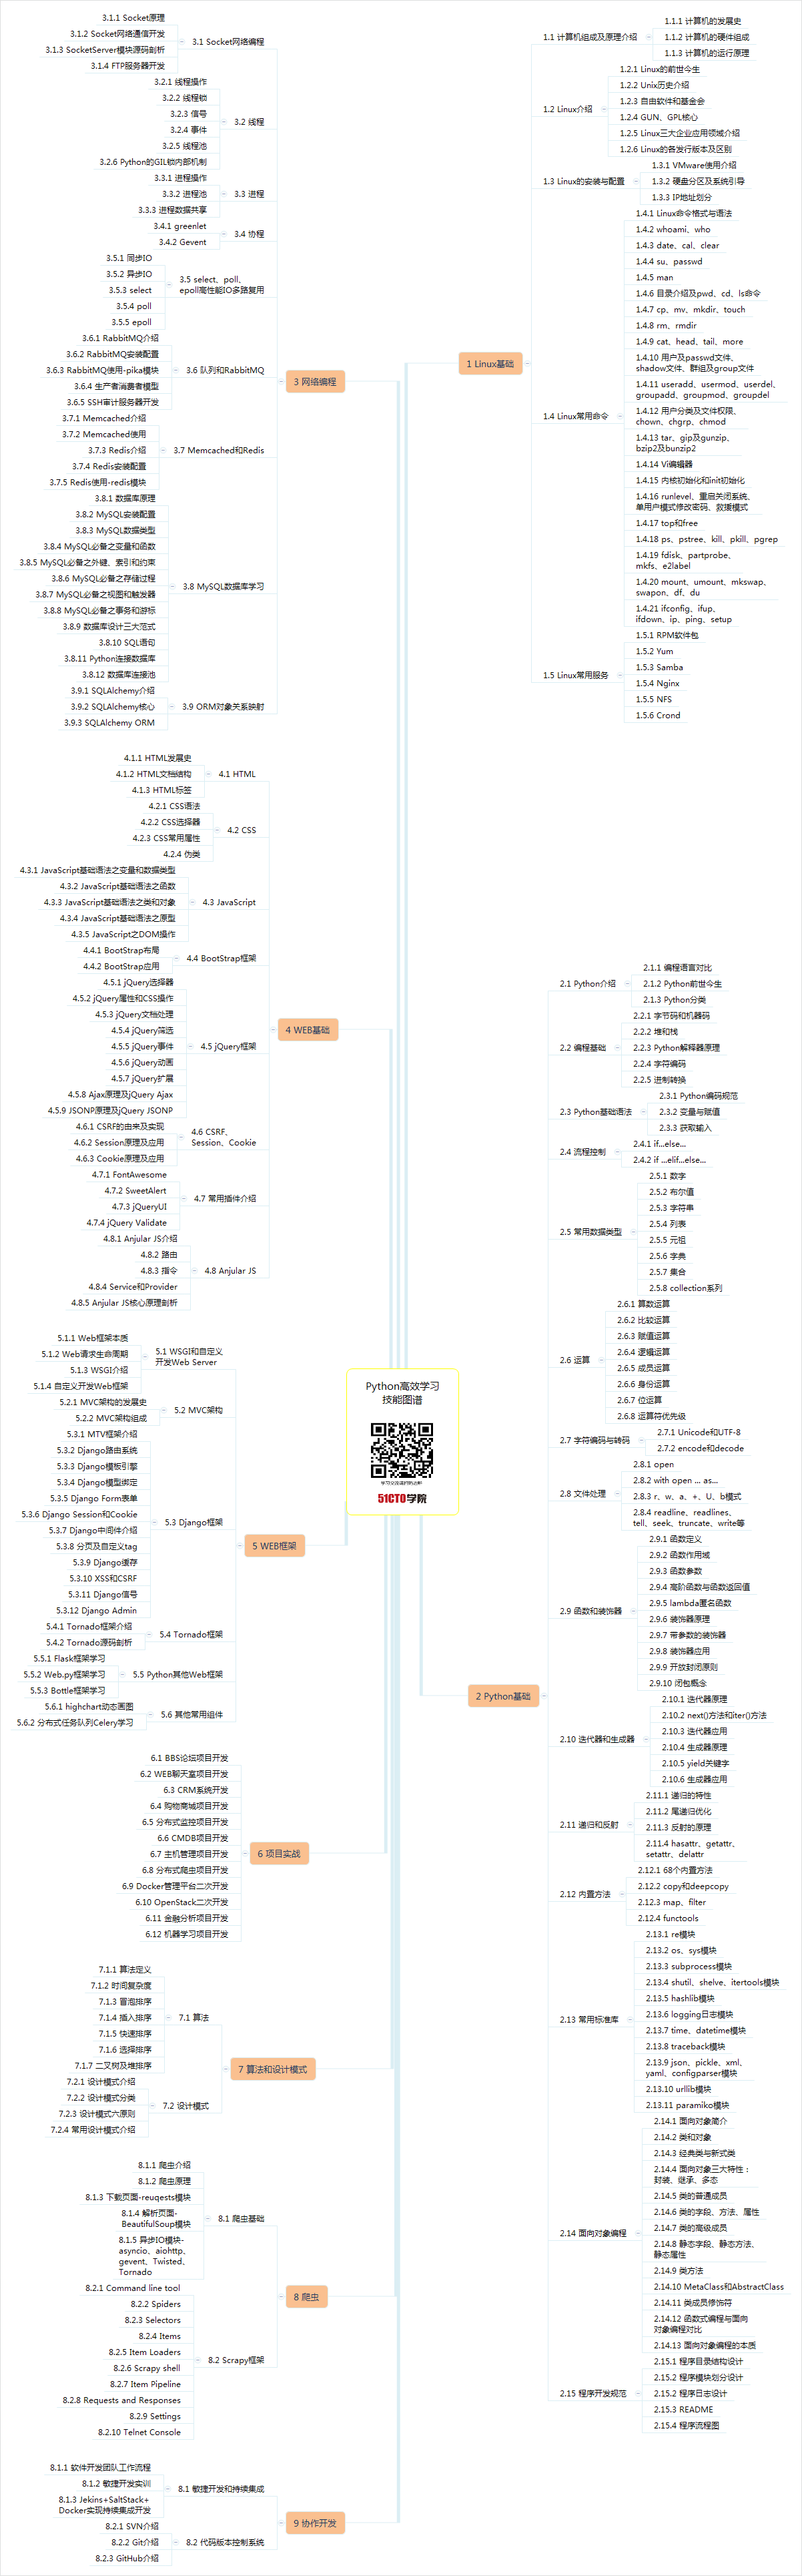 Python高效学习
技能图谱
51CTO学院
1 Linux基础
1.1 计算机组成及原理介绍
1.1.1 计算机的发展史
1.1.2 计算机的硬件组成
1.1.3 计算机的运行原理
1.2 Linux介绍
1.2.1 Linux的前世今生
1.2.2 Unix历史介绍
1.2.3 自由软件和基金会
1.2.4 GUN、GPL核心
1.2.5 Linux三大企业应用领域介绍
1.2.6 Linux的各发行版本及区别
1.3 Linux的安装与配置
1.3.1 VMware使用介绍
1.3.2 硬盘分区及系统引导
1.3.3 IP地址划分
1.4 Linux常用命令
1.4.1 Linux命令格式与语法
1.4.2 whoami、who
1.4.3 date、cal、clear
1.4.4 su、passwd
1.4.5 man
1.4.6 目录介绍及pwd、cd、ls命令
1.4.7 cp、mv、mkdir、touch
1.4.8 rm、rmdir
1.4.9 cat、head、tail、more
1.4.10 用户及passwd文件、
shadow文件、群组及group文件
1.4.11 useradd、usermod、userdel、
groupadd、groupmod、groupdel
1.4.12 用户分类及文件权限、
chown、chgrp、chmod
1.4.13 tar、gip及gunzip、
bzip2及bunzip2
1.4.14 Vi编辑器
1.4.15 内核初始化和init初始化
1.4.16 runlevel、重启关闭系统、
单用户模式修改密码、救援模式
1.4.17 top和free
1.4.18 ps、pstree、kill、pkill、pgrep
1.4.19 fdisk、partprobe、
mkfs、e2label
1.4.20 mount、umount、mkswap、
swapon、df、du
1.4.21 ifconfig、ifup、
ifdown、ip、ping、setup
1.5 Linux常用服务
1.5.1 RPM软件包
1.5.2 Yum
1.5.3 Samba
1.5.4 Nginx
1.5.5 NFS
1.5.6 Crond
2 Python基础
2.1 Python介绍
2.1.1 编程语言对比
2.1.2 Python前世今生
2.1.3 Python分类
2.2 编程基础
2.2.1 字节码和机器码
2.2.2 堆和栈
2.2.3 Python解释器原理
2.2.4 字符编码
2.2.5 进制转换
2.3 Python基础语法
2.3.1 Python编码规范
2.3.2 变量与赋值
2.3.3 获取输入
2.4 流程控制
2.4.1 if...else...
2.4.2 if ...elif...else...
2.5 常用数据类型
2.5.1 数字
2.5.2 布尔值
2.5.3 字符串
2.5.4 列表
2.5.5 元祖
2.5.6 字典
2.5.7 集合
2.5.8 collection系列
2.6 运算
2.6.1 算数运算
2.6.2 比较运算
2.6.3 赋值运算
2.6.4 逻辑运算
2.6.5 成员运算
2.6.6 身份运算
2.6.7 位运算
2.6.8 运算符优先级
2.7 字符编码与转码
2.7.1 Unicode和UTF-8
2.7.2 encode和decode
2.8 文件处理
2.8.1 open
2.8.2 with open ... as...
2.8.3 r、w、a、+、U、b模式
2.8.4 readline、readlines、
tell、seek、truncate、write等
2.9 函数和装饰器
2.9.1 函数定义
2.9.2 函数作用域
2.9.3 函数参数
2.9.4 高阶函数与函数返回值
2.9.5 lambda匿名函数
2.9.6 装饰器原理
2.9.7 带参数的装饰器
2.9.8 装饰器应用
2.9.9 开放封闭原则
2.9.10 闭包概念
2.10 迭代器和生成器
2.10.1 迭代器原理
2.10.2 next()方法和iter()方法
2.10.3 迭代器应用
2.10.4 生成器原理
2.10.5 yield关键字
2.10.6 生成器应用
2.11 递归和反射
2.11.1 递归的特性
2.11.2 尾递归优化
2.11.3 反射的原理
2.11.4 hasattr、getattr、
setattr、delattr
2.12 内置方法
2.12.1 68个内置方法
2.12.2 copy和deepcopy
2.12.3 map、filter
2.12.4 functools
2.13 常用标准库
2.13.1 re模块
2.13.2 os、sys模块
2.13.3 subprocess模块
2.13.4 shutil、shelve、itertools模块
2.13.5 hashlib模块
2.13.6 logging日志模块
2.13.7 time、datetime模块
2.13.8 traceback模块
2.13.9 json、pickle、xml、
yaml、configparser模块
2.13.10 urllib模块
2.13.11 paramiko模块
2.14 面向对象编程
2.14.1 面向对象简介
2.14.2 类和对象
2.14.3 经典类与新式类
2.14.4 面向对象三大特性：
封装、继承、多态
2.14.5 类的普通成员
2.14.6 类的字段、方法、属性
2.14.7 类的高级成员
2.14.8 静态字段、静态方法、
静态属性
2.14.9 类方法
2.14.10 MetaClass和AbstractClass
2.14.11 类成员修饰符
2.14.12 函数式编程与面向
对象编程对比
2.14.13 面向对象编程的本质
2.15 程序开发规范
2.15.1 程序目录结构设计
2.15.2 程序模块划分设计
2.15.2 程序日志设计
2.15.3 README
2.15.4 程序流程图
3 网络编程
3.1 Socket网络编程
3.1.1 Socket原理
3.1.2 Socket网络通信开发
3.1.3 SocketServer模块源码剖析
3.1.4 FTP服务器开发
3.2 线程
3.2.1 线程操作
3.2.2 线程锁
3.2.3 信号
3.2.4 事件
3.2.5 线程池
3.2.6 Python的GIL锁内部机制
3.3 进程
3.3.1 进程操作
3.3.2 进程池
3.3.3 进程数据共享
3.4 协程
3.4.1 greenlet
3.4.2 Gevent
3.5 select、poll、
epoll高性能IO多路复用
3.5.1 同步IO
3.5.2 异步IO
3.5.3 select
3.5.4 poll
3.5.5 epoll
3.6 队列和RabbitMQ
3.6.1 RabbitMQ介绍
3.6.2 RabbitMQ安装配置
3.6.3 RabbitMQ使用-pika模块
3.6.4 生产者消费者模型
3.6.5 SSH审计服务器开发
3.7 Memcached和Redis
3.7.1 Memcached介绍
3.7.2 Memcached使用
3.7.3 Redis介绍
3.7.4 Redis安装配置
3.7.5 Redis使用-redis模块
3.8 MySQL数据库学习
3.8.1 数据库原理
3.8.2 MySQL安装配置
3.8.3 MySQL数据类型
3.8.4 MySQL必备之变量和函数
3.8.5 MySQL必备之外键、索引和约束
3.8.6 MySQL必备之存储过程
3.8.7 MySQL必备之视图和触发器
3.8.8 MySQL必备之事务和游标
3.8.9 数据库设计三大范式
3.8.10 SQL语句
3.8.11 Python连接数据库
3.8.12 数据库连接池
3.9 ORM对象关系映射
3.9.1 SQLAlchemy介绍
3.9.2 SQLAlchemy核心
3.9.3 SQLAlchemy ORM
4 WEB基础
4.1 HTML
4.1.1 HTML发展史
4.1.2 HTML文档结构
4.1.3 HTML标签
4.2 CSS
4.2.1 CSS语法
4.2.2 CSS选择器
4.2.3 CSS常用属性
4.2.4 伪类
4.3 JavaScript
4.3.1 JavaScript基础语法之变量和数据类型
4.3.2 JavaScript基础语法之函数
4.3.3 JavaScript基础语法之类和对象
4.3.4 JavaScript基础语法之原型
4.3.5 JavaScript之DOM操作
4.4 BootStrap框架
4.4.1 BootStrap布局
4.4.2 BootStrap应用
4.5 jQuery框架
4.5.1 jQuery选择器
4.5.2 jQuery属性和CSS操作
4.5.3 jQuery文档处理
4.5.4 jQuery筛选
4.5.5 jQuery事件
4.5.6 jQuery动画
4.5.7 jQuery扩展
4.5.8 Ajax原理及jQuery Ajax
4.5.9 JSONP原理及jQuery JSONP
4.6 CSRF、
Session、Cookie
4.6.1 CSRF的由来及实现
4.6.2 Session原理及应用
4.6.3 Cookie原理及应用
4.7 常用插件介绍
4.7.1 FontAwesome
4.7.2 SweetAlert
4.7.3 jQueryUI
4.7.4 jQuery Validate
4.8 Anjular JS
4.8.1 Anjular JS介绍
4.8.2 路由
4.8.3 指令
4.8.4 Service和Provider
4.8.5 Anjular JS核心原理剖析
5 WEB框架
5.1 WSGI和自定义
开发Web Server
5.1.1 Web框架本质
5.1.2 Web请求生命周期
5.1.3 WSGI介绍
5.1.4 自定义开发Web框架
5.2 MVC架构
5.2.1 MVC架构的发展史
5.2.2 MVC架构组成
5.3 Django框架
5.3.1 MTV框架介绍
5.3.2 Django路由系统
5.3.3 Django模板引擎
5.3.4 Django模型绑定
5.3.5 Django Form表单
5.3.6 Django Session和Cookie
5.3.7 Django中间件介绍
5.3.8 分页及自定义tag
5.3.9 Django缓存
5.3.10 XSS和CSRF
5.3.11 Django信号
5.3.12 Django Admin
5.4 Tornado框架
5.4.1 Tornado框架介绍
5.4.2 Tornado源码剖析
5.5 Python其他Web框架
5.5.1 Flask框架学习
5.5.2 Web.py框架学习
5.5.3 Bottle框架学习
5.6 其他常用组件
5.6.1 highchart动态画图
5.6.2 分布式任务队列Celery学习
6 项目实战
6.1 BBS论坛项目开发
6.2 WEB聊天室项目开发
6.3 CRM系统开发
6.4 购物商城项目开发
6.5 分布式监控项目开发
6.6 CMDB项目开发
6.7 主机管理项目开发
6.8 分布式爬虫项目开发
6.9 Docker管理平台二次开发
6.10 OpenStack二次开发
6.11 金融分析项目开发
6.12 机器学习项目开发
7 算法和设计模式
7.1 算法
7.1.1 算法定义
7.1.2 时间复杂度
7.1.3 冒泡排序
7.1.4 插入排序
7.1.5 快速排序
7.1.6 选择排序
7.1.7 二叉树及堆排序
7.2 设计模式
7.2.1 设计模式介绍
7.2.2 设计模式分类
7.2.3 设计模式六原则
7.2.4 常用设计模式介绍
8 爬虫
8.1 爬虫基础
8.1.1 爬虫介绍
8.1.2 爬虫原理
8.1.3 下载页面-reuqests模块
8.1.4 解析页面-
BeautifulSoup模块
8.1.5 异步IO模块-
asyncio、aiohttp、
gevent、Twisted、
Tornado
8.2 Scrapy框架
8.2.1 Command line tool
8.2.2 Spiders
8.2.3 Selectors
8.2.4 Items
8.2.5 Item Loaders
8.2.6 Scrapy shell
8.2.7 Item Pipeline
8.2.8 Requests and Responses
8.2.9 Settings
8.2.10 Telnet Console
9 协作开发
8.1 敏捷开发和持续集成
8.1.1 软件开发团队工作流程
8.1.2 敏捷开发实训
8.1.3 Jekins+SaltStack+
Docker实现持续集成开发
8.2 代码版本控制系统
8.2.1 SVN介绍
8.2.2 Git介绍
8.2.3 GitHub介绍